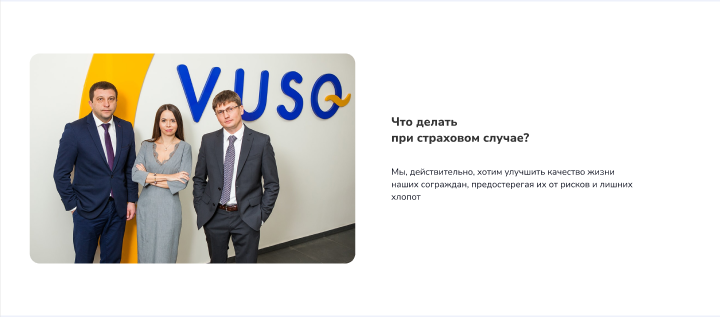 VUSO
Что делать
при страховом случае?
Мы, действительно, хотим улучшить качество жизни
наших сограждан, предостерегая их от рисков и лишних
хлопот